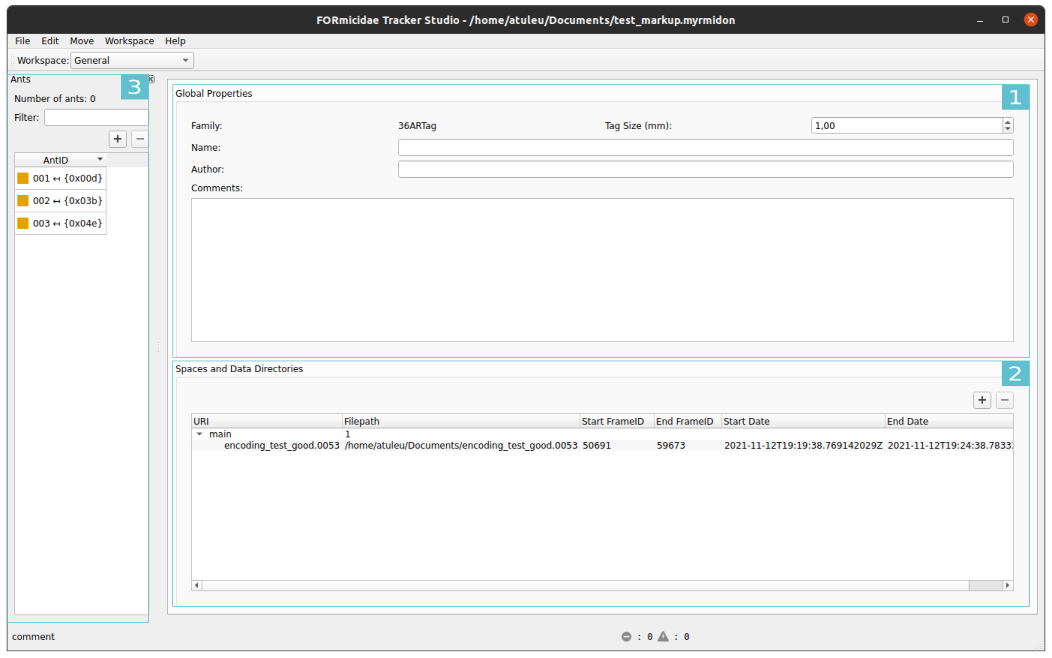 FORmicidae Tracker Studio - /home/atuleu/Documents/test_markup.myrmidon
File Edit Move Workspace Help
Workspace: General
Ants
3
Number of ants: 0
Filter:
+ −
AntID
001 ↔ {0x00d}
002 ↔ {0x03b}
003 ↔ {0x04e}
Global Properties
1
Family: 36ARTag Tag Size (mm): 1,00
Name:
Author:
Comments:
Spaces and Data Directories
2
+ −
URI Filepath Start FrameID End FrameID Start Date End Date
main 1
encoding_test_good.0053 /home/atuleu/Documents/encoding_test_good.0053 50691 59673 2021-11-12T19:19:38.769142029Z 2021-11-12T19:24:38.7833
comment
: 0 : 0